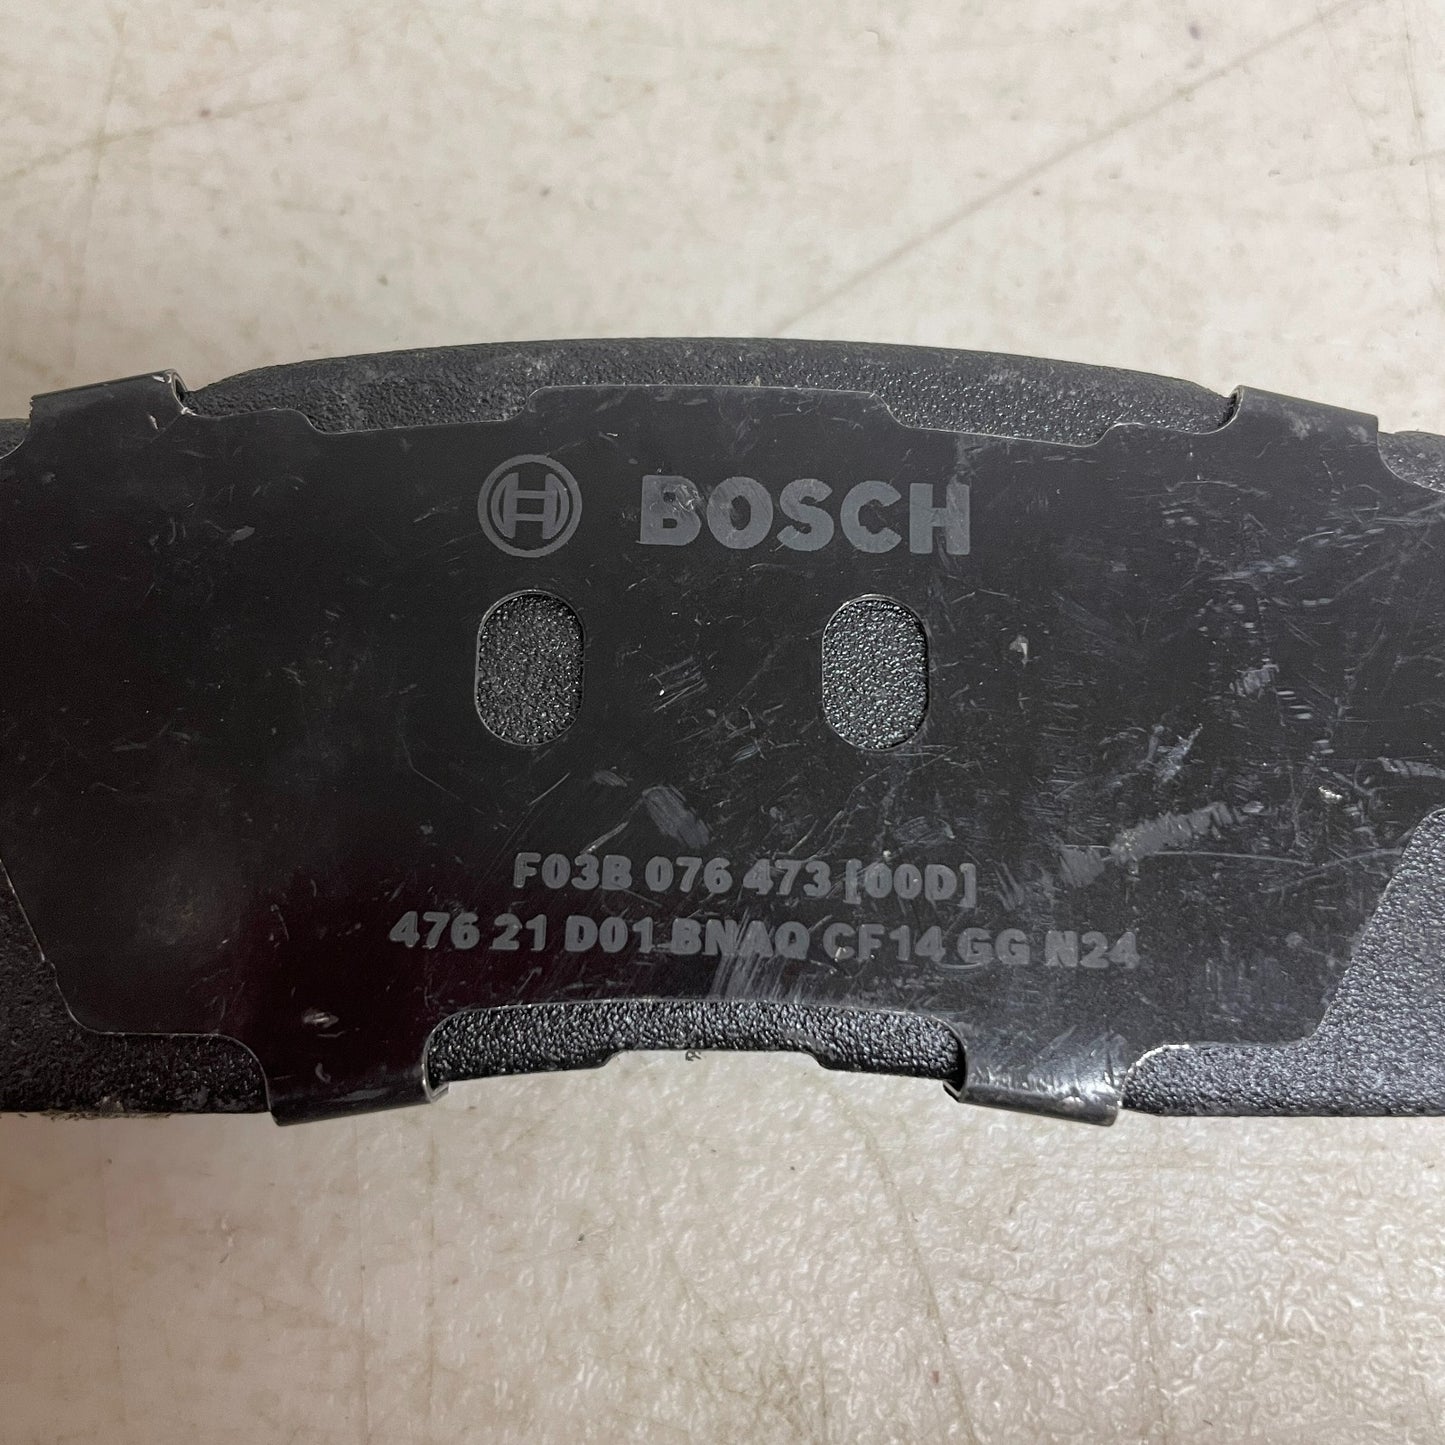 BOSCH
F03B 076 473 [00D]
476 21 D01 BNAQ CF14 GG N24